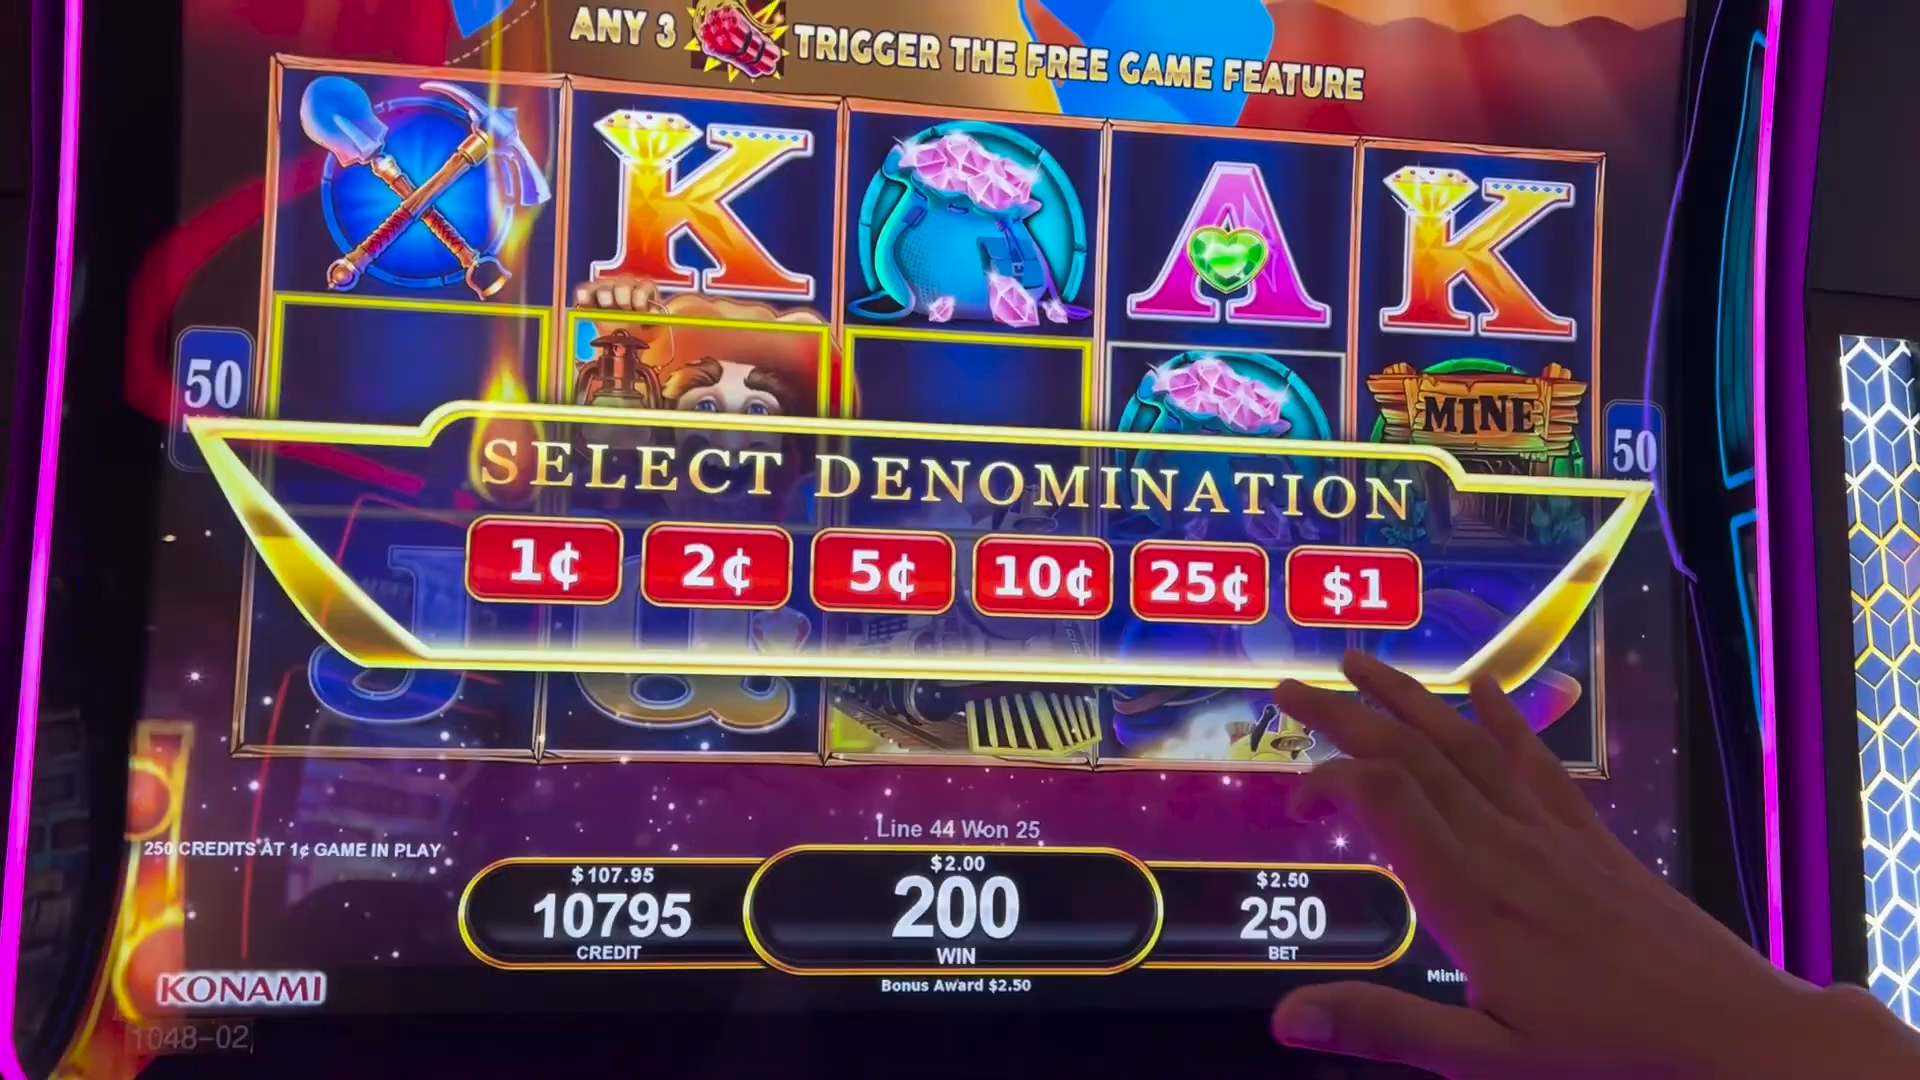 ANY 3 TRIGGER THE FREE GAME FEATURE
K
A
K
50
MINE
50
SELECT DENOMINATION
1¢ 2¢ 5¢ 10¢ 25¢ $1
J
Q
Line 44 Won 25
250 CREDITS AT 1¢ GAME IN PLAY
$107.95
10795
CREDIT
$2.00
200
WIN
$2.50
250
BET
Bonus Award $2.50
KONAMI
1048-02